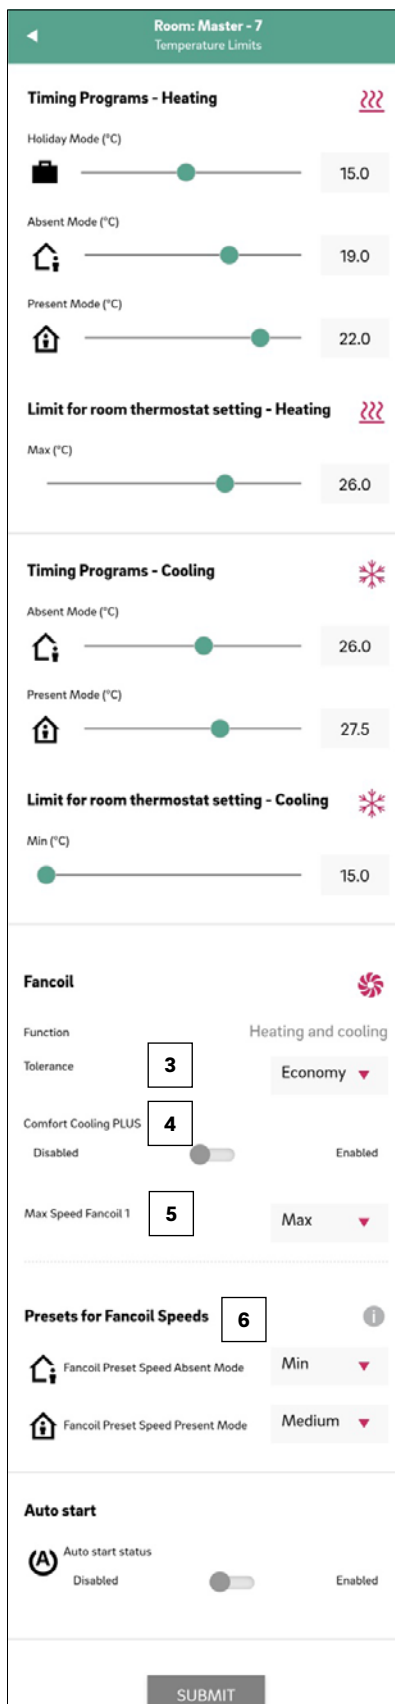 Room: Master - 7
Temperature Limits
Timing Programs - Heating
Holiday Mode (°C)
15.0
Absent Mode (°C)
19.0
Present Mode (°C)
22.0
Limit for room thermostat setting - Heating
Max (°C)
26.0
Timing Programs - Cooling
Absent Mode (°C)
26.0
Present Mode (°C)
27.5
Limit for room thermostat setting - Cooling
Min (°C)
15.0
Fancoil
Function Heating and cooling
Tolerance 3 Economy
Comfort Cooling PLUS 4
Disabled Enabled
Max Speed Fancoil 1 5 Max
Presets for Fancoil Speeds 6 i
Fancoil Preset Speed Absent Mode Min
Fancoil Preset Speed Present Mode Medium
Auto start
(A) Auto start status
Disabled Enabled
SUBMIT